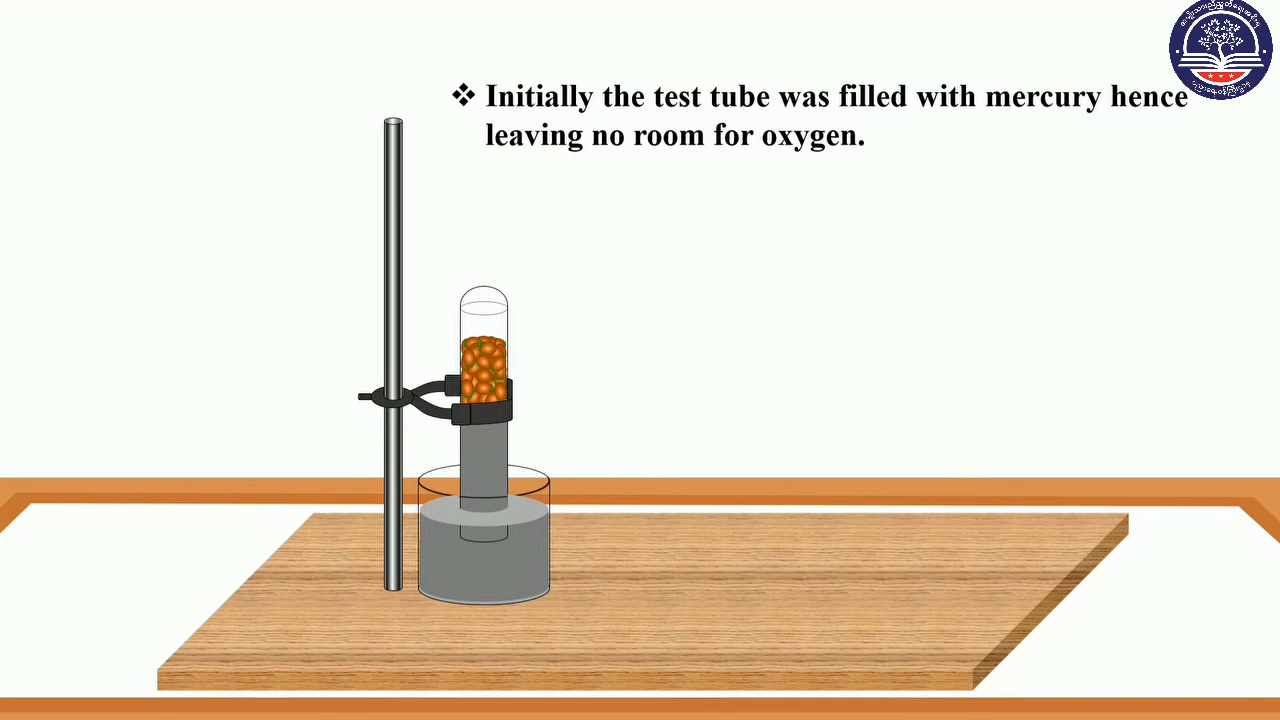 ❖ Initially the test tube was filled with mercury hence
leaving no room for oxygen.